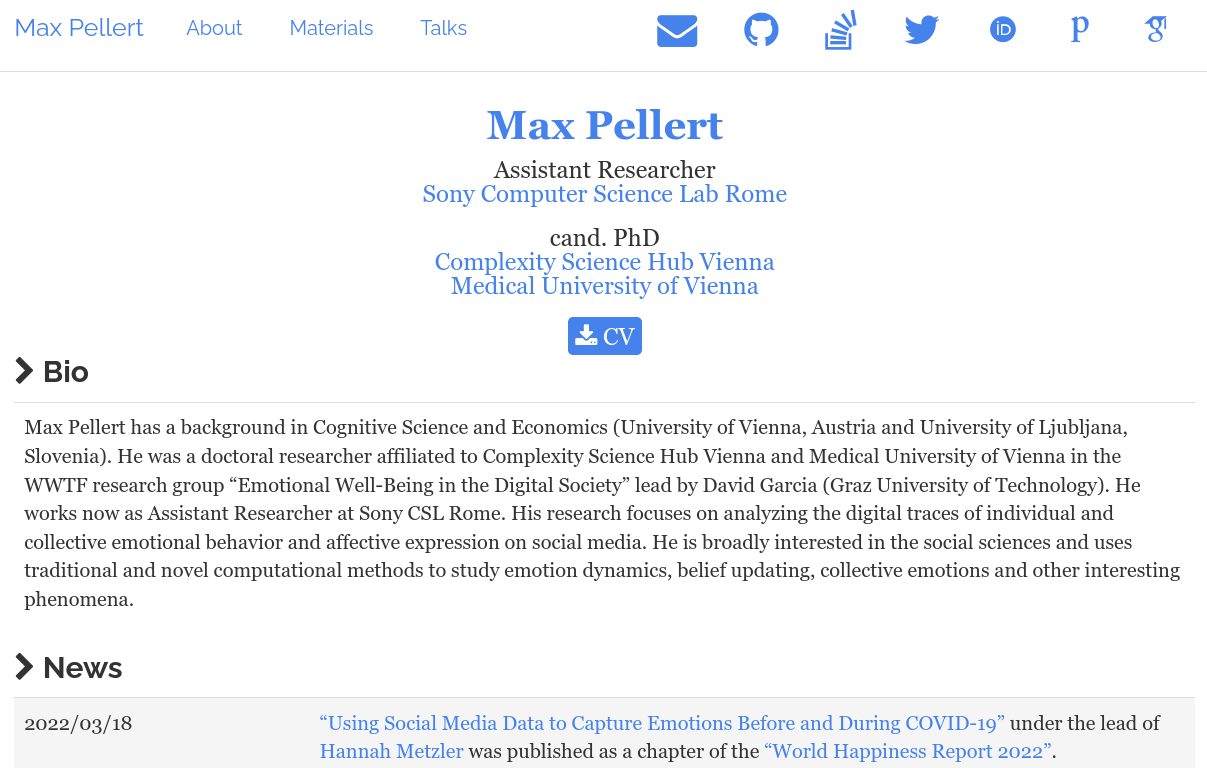 Max Pellert About Materials Talks
Max Pellert
Assistant Researcher
Sony Computer Science Lab Rome
cand. PhD
Complexity Science Hub Vienna
Medical University of Vienna
CV
Bio
Max Pellert has a background in Cognitive Science and Economics (University of Vienna, Austria and University of Ljubljana,
Slovenia). He was a doctoral researcher affiliated to Complexity Science Hub Vienna and Medical University of Vienna in the
WWTF research group “Emotional Well-Being in the Digital Society” lead by David Garcia (Graz University of Technology). He
works now as Assistant Researcher at Sony CSL Rome. His research focuses on analyzing the digital traces of individual and
collective emotional behavior and affective expression on social media. He is broadly interested in the social sciences and uses
traditional and novel computational methods to study emotion dynamics, belief updating, collective emotions and other interesting
phenomena.
News
2022/03/18 “Using Social Media Data to Capture Emotions Before and During COVID-19” under the lead of
Hannah Metzler was published as a chapter of the “World Happiness Report 2022”.